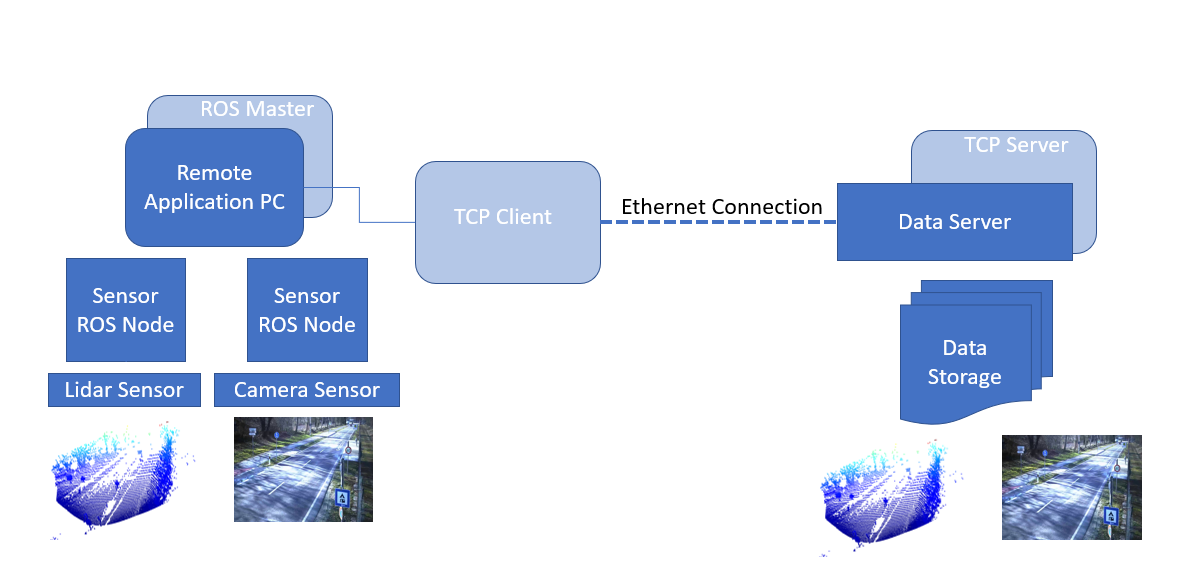 ROS Master
Remote
Application PC
TCP Client
Ethernet Connection
TCP Server
Data Server
Sensor
ROS Node
Sensor
ROS Node
Lidar Sensor
Camera Sensor
Data
Storage